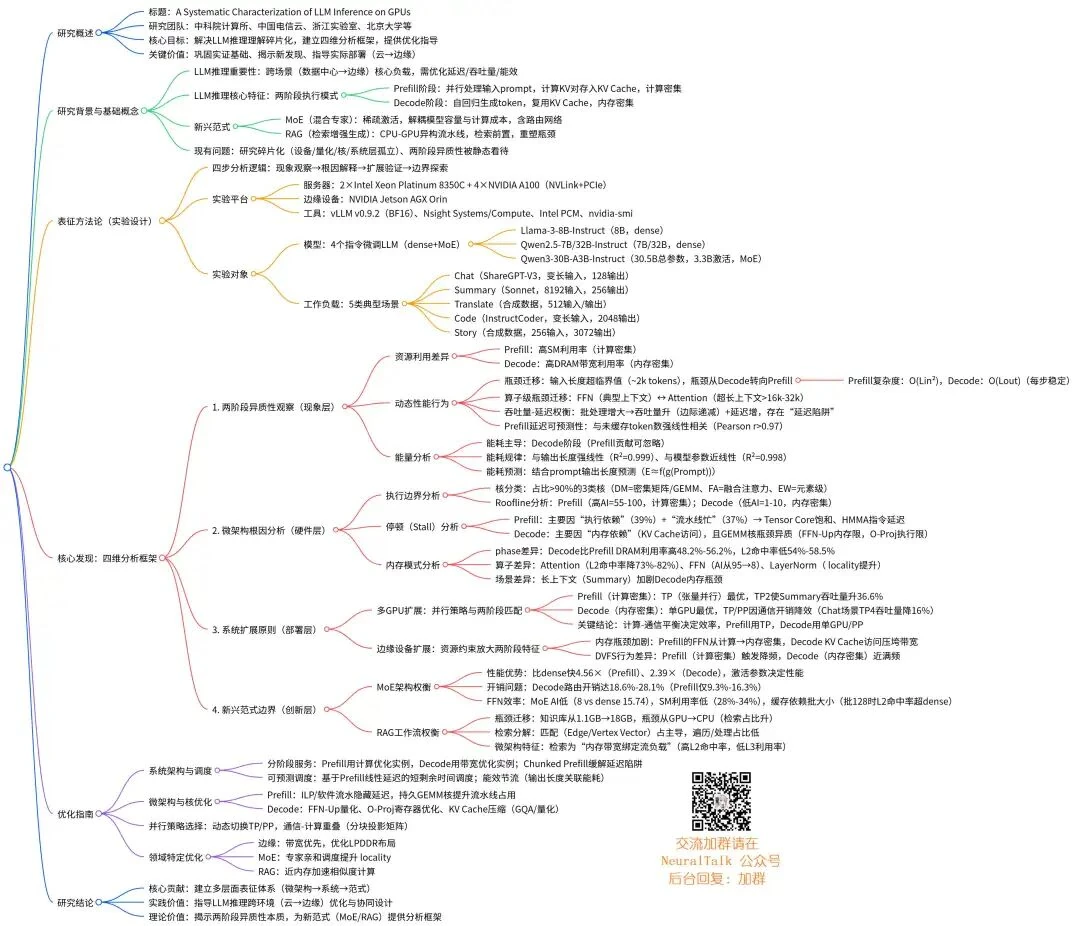 研究概述
标题：A Systematic Characterization of LLM Inference on GPUs
研究团队：中科院计算所、中国电信云、浙江实验室、北京大学等
核心目标：解决LLM推理理解碎片化，建立四维分析框架，提供优化指导
关键价值：巩固实证基础、揭示新发现、指导实际部署（云→边缘）
研究背景与基础概念
LLM推理重要性：跨场景（数据中心→边缘）核心负载，需优化延迟/吞吐量/能效
LLM推理核心特征：两阶段执行模式
Prefill阶段：并行处理输入prompt，计算KV对存入KV Cache，计算密集
Decode阶段：自回归生成token，复用KV Cache，内存密集
新兴范式
MoE（混合专家）：稀疏激活，解耦模型容量与计算成本，含路由网络
RAG（检索增强生成）：CPU-GPU异构流水线，检索前置，重塑瓶颈
现有问题：研究碎片化（设备/量化/核/系统层孤立）、两阶段异质性被静态看待
表征方法论（实验设计）
四步分析逻辑：现象观察→根因解释→扩展验证→边界探索
实验平台
服务器：2×Intel Xeon Platinum 8350C + 4×NVIDIA A100（NVLink+PCIe）
边缘设备：NVIDIA Jetson AGX Orin
工具：vLLM v0.9.2（BF16）、Nsight Systems/Compute、Intel PCM、nvidia-smi
实验对象
模型：4个指令微调LLM（dense+MoE）
Llama-3-8B-Instruct（8B，dense）
Qwen2.5-7B/32B-Instruct（7B/32B，dense）
Qwen3-30B-A3B-Instruct（30.5B总参数，3.3B激活，MoE）
工作负载：5类典型场景
Chat（ShareGPT-V3，变长输入，128输出）
Summary（Sonnet，8192输入，256输出）
Translate（合成数据，512输入/输出）
Code（InstructCoder，变长输入，2048输出）
Story（合成数据，256输入，3072输出）
核心发现：四维分析框架
1. 两阶段异质性观察（现象层）
资源利用差异
Prefill：高SM利用率（计算密集）
Decode：高DRAM带宽利用率（内存密集）
动态性能行为
瓶颈迁移：输入长度超临界值（~2k tokens），瓶颈从Decode转向Prefill
Prefill复杂度：O(Lin²)，Decode：O(Lout)（每步稳定）
算子级瓶颈迁移：FFN（典型上下文）↔ Attention（超长上下文>16k-32k）
吞吐量-延迟权衡：批处理增大→吞吐量升（边际递减）+延迟增，存在“延迟陷阱”
Prefill延迟可预测性：与未缓存token数强线性相关（Pearson r>0.97）
能量分析
能耗主导：Decode阶段（Prefill贡献可忽略）
能耗规律：与输出长度强线性（R²=0.999）、与模型参数近线性（R²=0.998）
能耗预测：结合prompt输出长度预测（E≈f(g(Prompt))）
2. 微架构根因分析（硬件层）
执行边界分析
核分类：占比>90%的3类核（DM=密集矩阵/GEMM、FA=融合注意力、EW=元素级）
Roofline分析：Prefill（高AI=55-100，计算密集）；Decode（低AI=1-10，内存密集）
停顿（Stall）分析
Prefill：主要因“执行依赖”（39%）+“流水线忙”（37%）→ Tensor Core饱和、HMMA指令延迟
Decode：主要因“内存依赖”（KV Cache访问），且GEMM核瓶颈异质（FFN-Up内存限，O-Proj执行限）
内存模式分析
phase差异：Decode比Prefill DRAM利用率高48.2%-56.2%，L2命中率低54%-58.5%
算子差异：Attention（L2命中率降73%-82%）、FFN（AI从95→8）、LayerNorm（ locality提升）
场景差异：长上下文（Summary）加剧Decode内存瓶颈
3. 系统扩展原则（部署层）
多GPU扩展：并行策略与两阶段匹配
Prefill（计算密集）：TP（张量并行）最优，TP2使Summary吞吐量升36.6%
Decode（内存密集）：单GPU最优，TP/PP因通信开销降效（Chat场景TP4吞吐量降16%）
关键结论：计算-通信平衡决定效率，Prefill用TP，Decode用单GPU/PP
边缘设备扩展：资源约束放大两阶段特征
内存瓶颈加剧：Prefill的FFN从计算→内存密集，Decode KV Cache访问压垮带宽
DVFS行为差异：Prefill（计算密集）触发降频，Decode（内存密集）近满频
4. 新兴范式边界（创新层）
MoE架构权衡
性能优势：比dense快4.56×（Prefill）、2.39×（Decode），激活参数决定性能
开销问题：Decode路由开销达18.6%-28.1%（Prefill仅9.3%-16.3%）
FFN效率：MoE AI低（8 vs dense 15.74），SM利用率低（28%-34%），缓存依赖批大小（批128时L2命中率超dense）
RAG工作流权衡
瓶颈迁移：知识库从1.1GB→18GB，瓶颈从GPU→CPU（检索占比升）
检索分解：匹配（Edge/Vertex Vector）占主导，遍历/处理占比低
微架构特征：检索为“内存带宽绑定流负载”（高L2命中率，低L3利用率）
优化指南
系统架构与调度
分阶段服务：Prefill用计算优化实例，Decode用带宽优化实例；Chunked Prefill缓解延迟陷阱
可预测调度：基于Prefill线性延迟的短剩余时间调度；能效节流（输出长度关联能耗）
微架构与核优化
Prefill：ILP/软件流水隐藏延迟，持久GEMM核提升流水线占用
Decode：FFN-Up量化、O-Proj寄存器优化、KV Cache压缩（GQA/量化）
并行策略选择：动态切换TP/PP，通信-计算重叠（分块投影矩阵）
领域特定优化
边缘：带宽优先，优化LPDDR布局
MoE：专家亲和调度提升 locality
RAG：近内存加速相似度计算
研究结论
核心贡献：建立多层面表征体系（微架构→系统→范式）
实践价值：指导LLM推理跨环境（云→边缘）优化与协同设计
理论价值：揭示两阶段异质性本质，为新范式（MoE/RAG）提供分析框架
交流加群请在
NeuralTalk 公众号
后台回复：加群